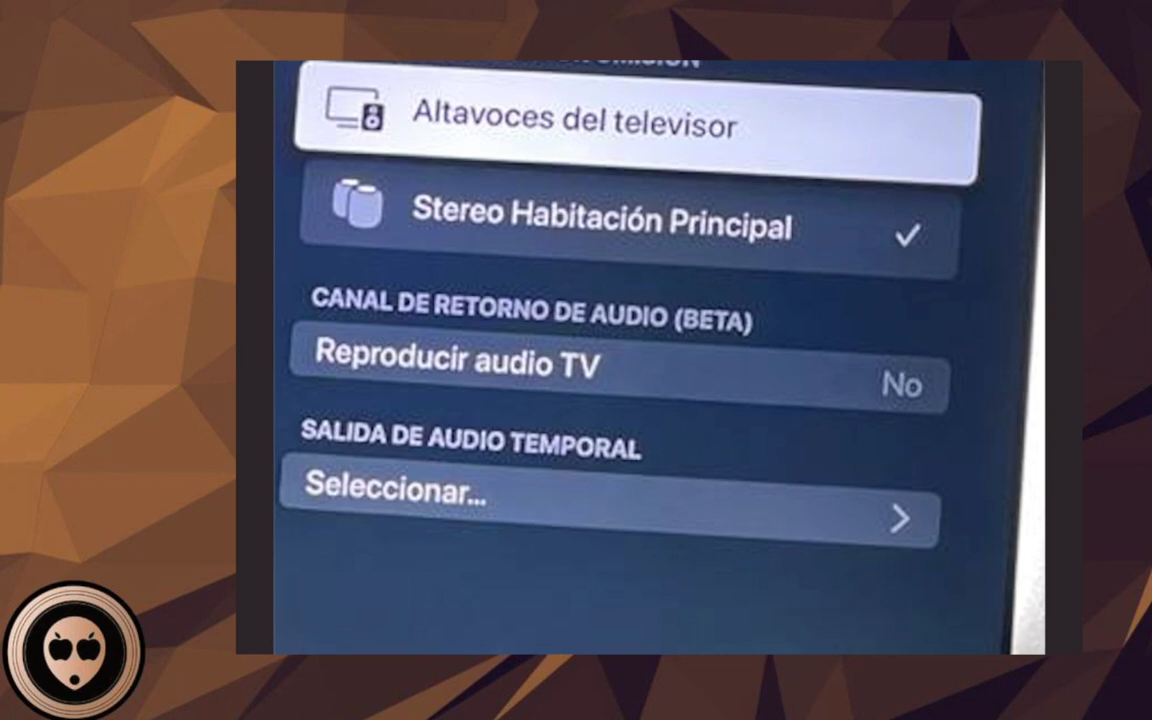 Altavoces del televisor
Stereo Habitación Principal
CANAL DE RETORNO DE AUDIO (BETA)
Reproducir audio TV
No
SALIDA DE AUDIO TEMPORAL
Seleccionar...